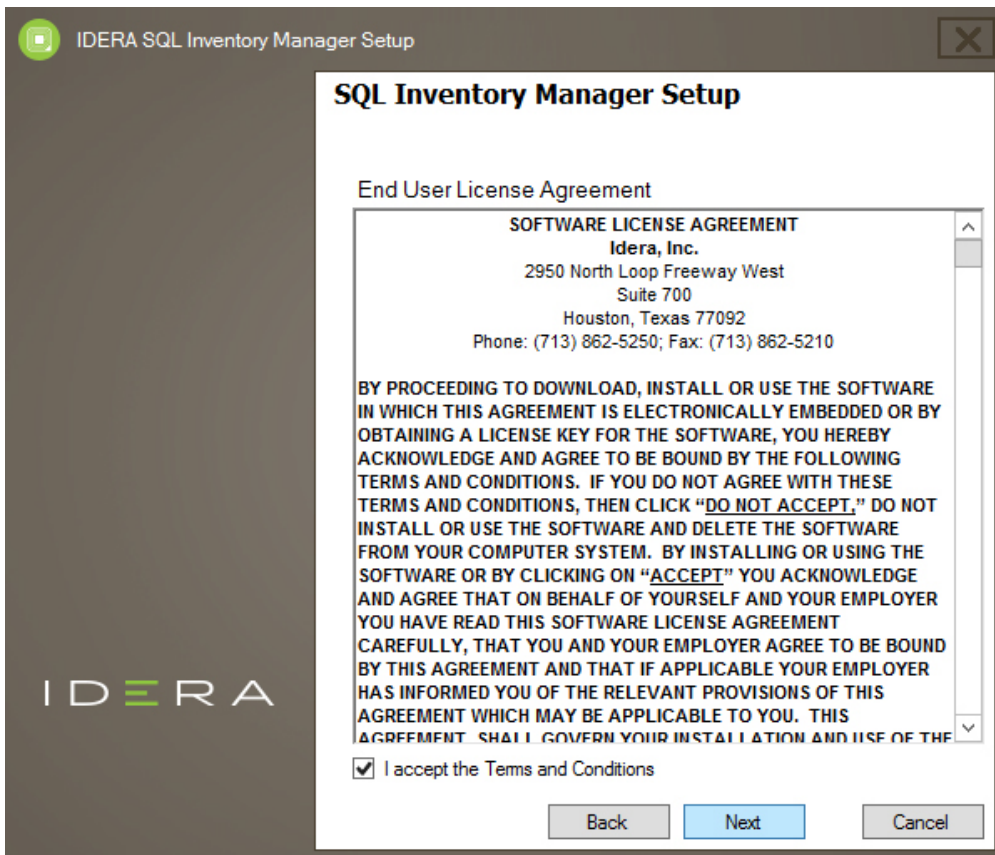 IDERA SQL Inventory Manager Setup
SQL Inventory Manager Setup
End User License Agreement
SOFTWARE LICENSE AGREEMENT
Idera, Inc.
2950 North Loop Freeway West
Suite 700
Houston, Texas 77092
Phone: (713) 862-5250; Fax: (713) 862-5210
BY PROCEEDING TO DOWNLOAD, INSTALL OR USE THE SOFTWARE
IN WHICH THIS AGREEMENT IS ELECTRONICALLY EMBEDDED OR BY
OBTAINING A LICENSE KEY FOR THE SOFTWARE, YOU HEREBY
ACKNOWLEDGE AND AGREE TO BE BOUND BY THE FOLLOWING
TERMS AND CONDITIONS.  IF YOU DO NOT AGREE WITH THESE
TERMS AND CONDITIONS, THEN CLICK “DO NOT ACCEPT,” DO NOT
INSTALL OR USE THE SOFTWARE AND DELETE THE SOFTWARE
FROM YOUR COMPUTER SYSTEM.  BY INSTALLING OR USING THE
SOFTWARE OR BY CLICKING ON “ACCEPT” YOU ACKNOWLEDGE
AND AGREE THAT ON BEHALF OF YOURSELF AND YOUR EMPLOYER
YOU HAVE READ THIS SOFTWARE LICENSE AGREEMENT
CAREFULLY, THAT YOU AND YOUR EMPLOYER AGREE TO BE BOUND
BY THIS AGREEMENT AND THAT IF APPLICABLE YOUR EMPLOYER
HAS INFORMED YOU OF THE RELEVANT PROVISIONS OF THIS
AGREEMENT WHICH MAY BE APPLICABLE TO YOU.  THIS
AGREEMENT  SHALL GOVERN YOUR INSTALLATION AND USE OF THE
IDERA
I accept the Terms and Conditions
Back
Next
Cancel